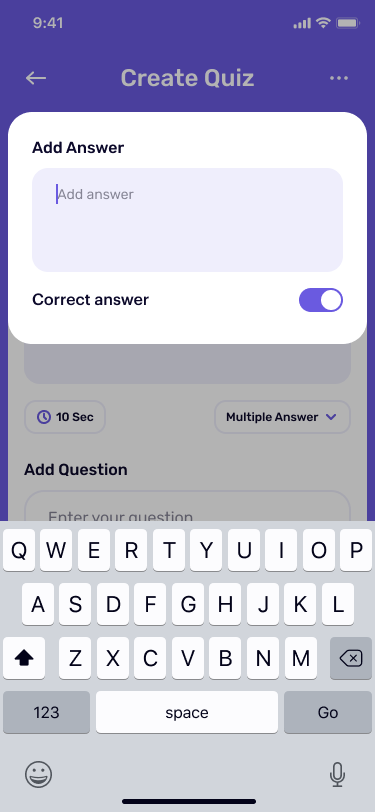 9:41
Create Quiz
Add Answer
Add answer
Correct answer
10 Sec
Multiple Answer
Add Question
Enter your question
Q W E R T Y U I O P
A S D F G H J K L
Z X C V B N M
123 space Go